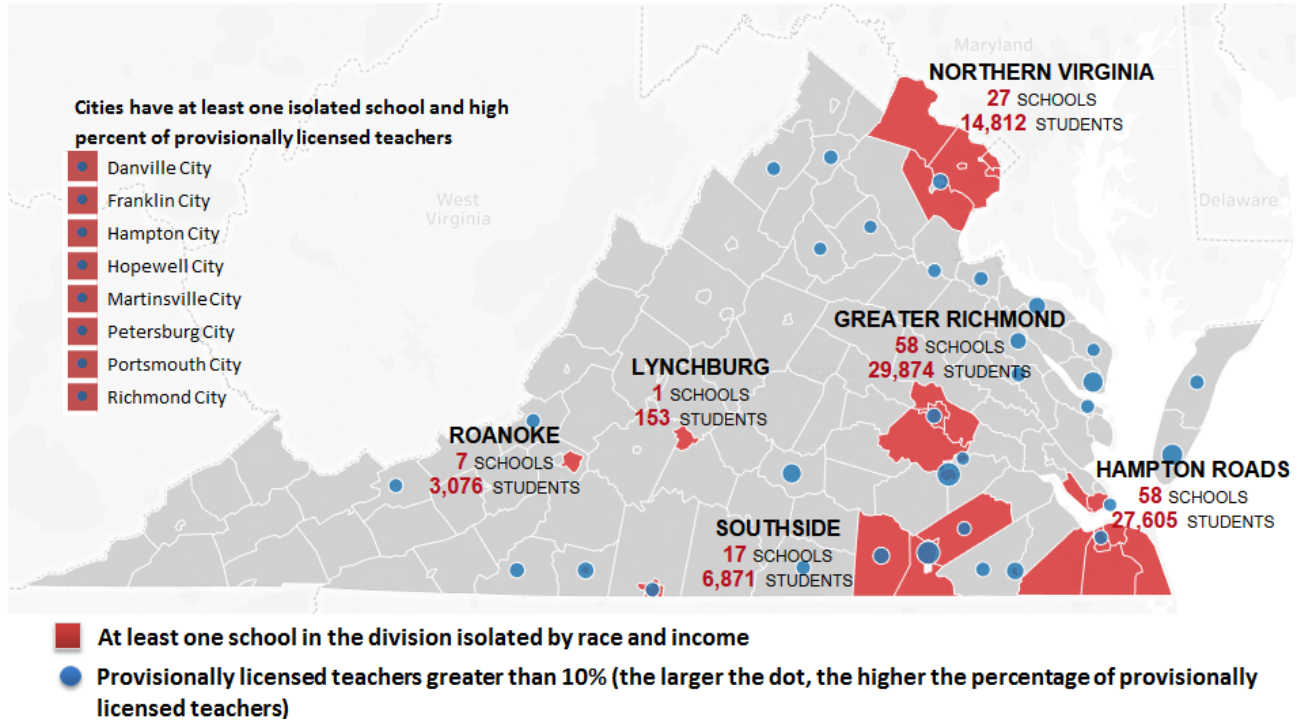 Maryland
NORTHERN VIRGINIA
27 SCHOOLS
14,812 STUDENTS
Cities have at least one isolated school and high
percent of provisionally licensed teachers
Danville City
Franklin City
Hampton City
Hopewell City
Martinsville City
Petersburg City
Portsmouth City
Richmond City
West
Virginia
Delaware
GREATER RICHMOND
58 SCHOOLS
29,874 STUDENTS
LYNCHBURG
1 SCHOOLS
153 STUDENTS
ROANOKE
7 SCHOOLS
3,076 STUDENTS
HAMPTON ROADS
58 SCHOOLS
27,605 STUDENTS
SOUTHSIDE
17 SCHOOLS
6,871 STUDENTS
At least one school in the division isolated by race and income
Provisionally licensed teachers greater than 10% (the larger the dot, the higher the percentage of provisionally
licensed teachers)